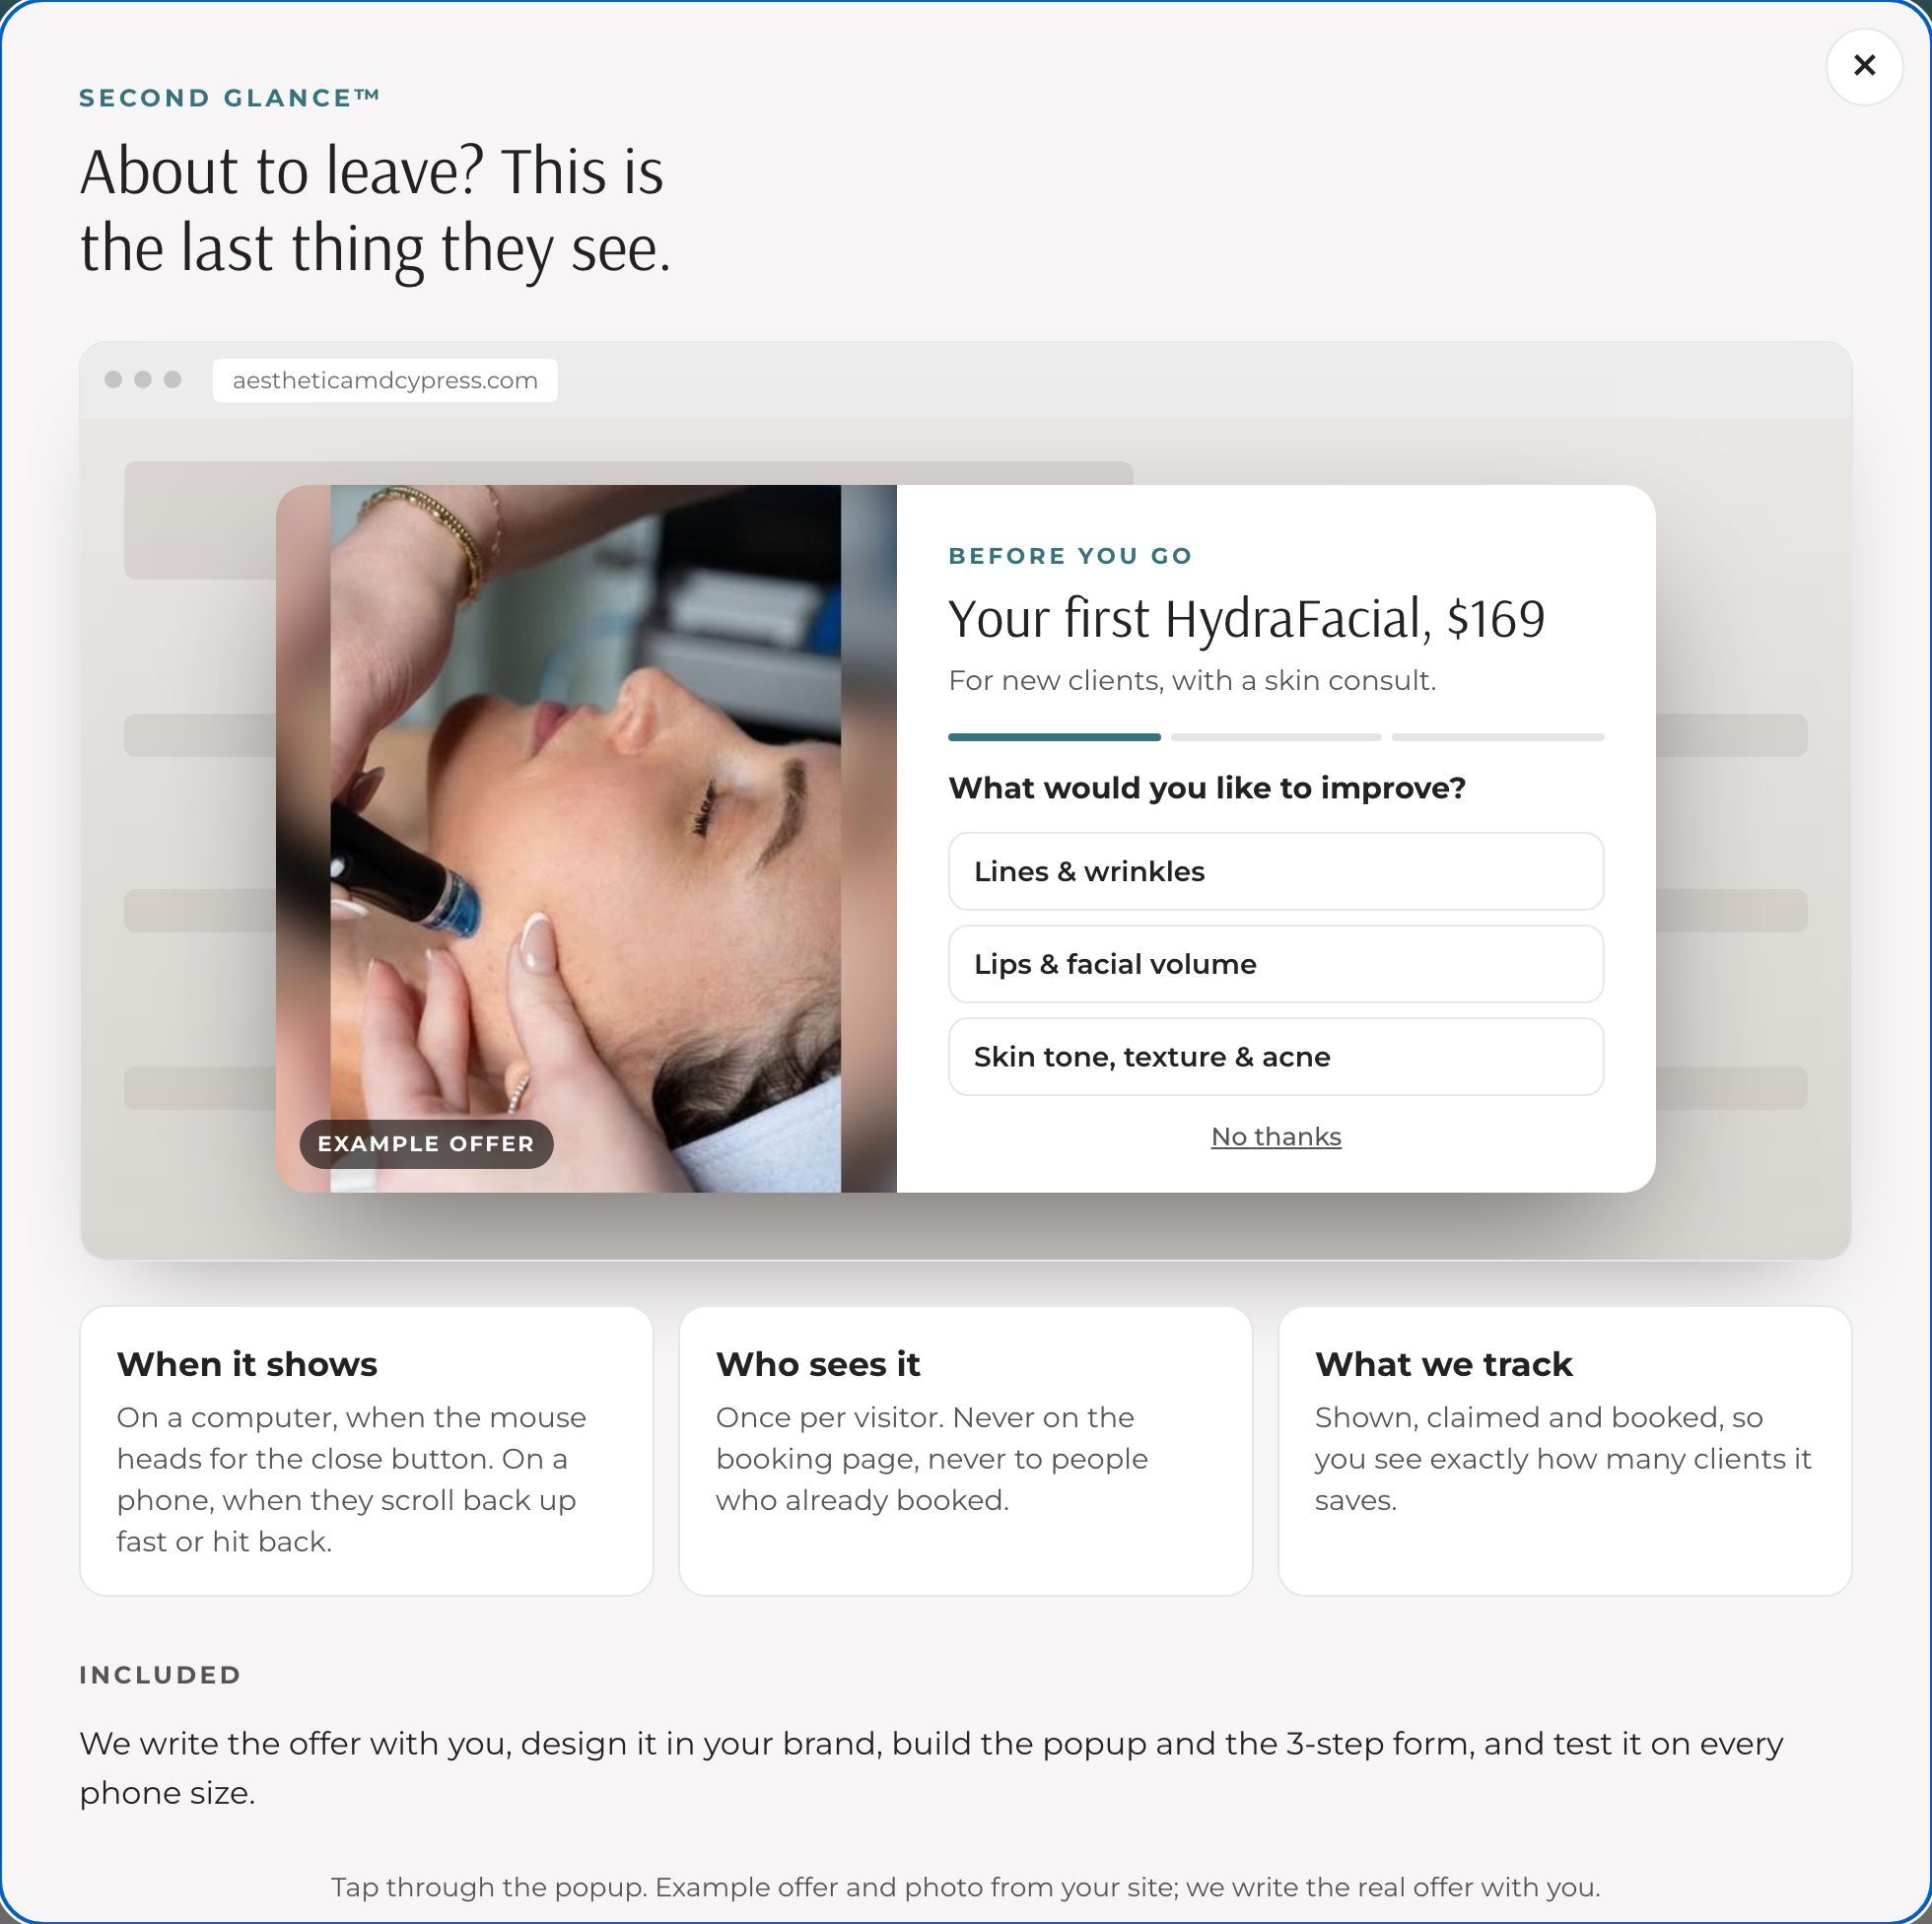 SECOND GLANCE™
About to leave? This is
the last thing they see.
aestheticamdcypress.com
BEFORE YOU GO
Your first HydraFacial, $169
For new clients, with a skin consult.
What would you like to improve?
Lines & wrinkles
Lips & facial volume
Skin tone, texture & acne
No thanks
EXAMPLE OFFER
When it shows
On a computer, when the mouse
heads for the close button. On a
phone, when they scroll back up
fast or hit back.
Who sees it
Once per visitor. Never on the
booking page, never to people
who already booked.
What we track
Shown, claimed and booked, so
you see exactly how many clients it
saves.
INCLUDED
We write the offer with you, design it in your brand, build the popup and the 3-step form, and test it on every
phone size.
Tap through the popup. Example offer and photo from your site; we write the real offer with you.